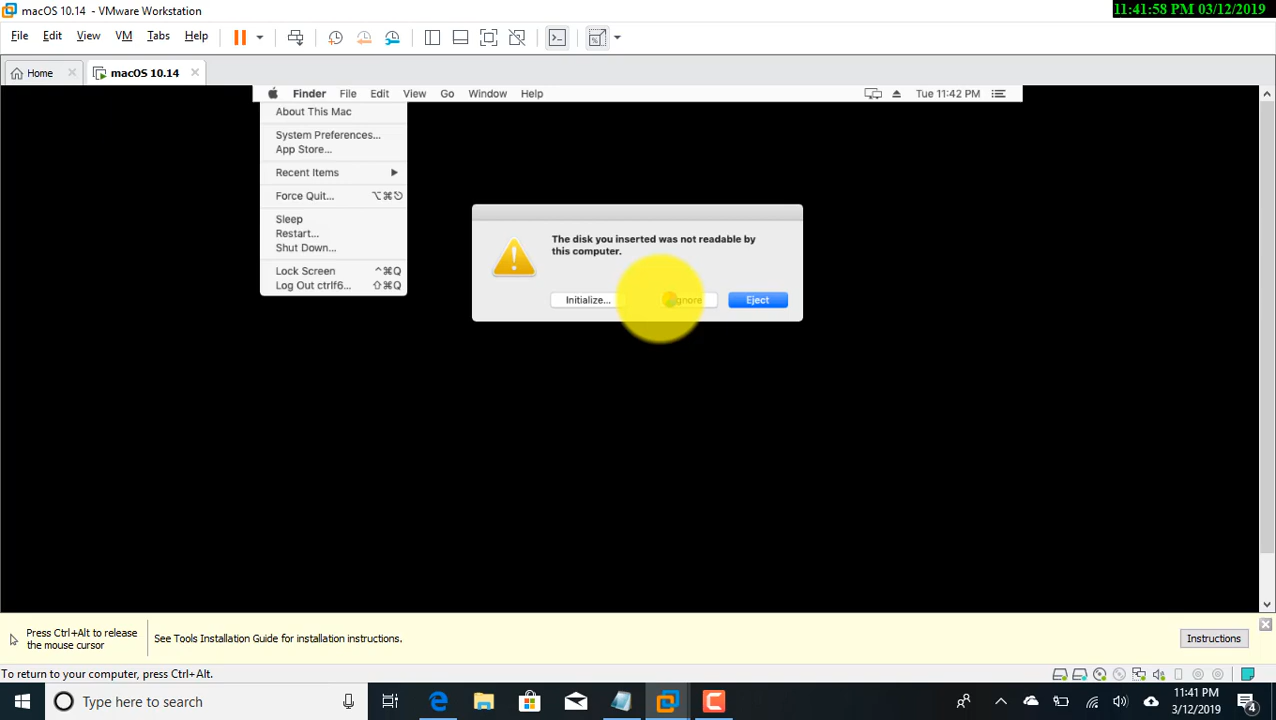 macOS 10.14 - VMware Workstation
11:41:58 PM 03/12/2019
File Edit View VM Tabs Help
Home macOS 10.14
Finder File Edit View Go Window Help Tue 11:42 PM
About This Mac
System Preferences...
App Store...
Recent Items
Force Quit... ⌥⌘⎋
Sleep
Restart...
Shut Down...
Lock Screen ^⌘Q
Log Out ctrlf6... ⇧⌘Q
The disk you inserted was not readable by
this computer.
Initialize... Ignore Eject
Press Ctrl+Alt to release
the mouse cursor
See Tools Installation Guide for installation instructions.
Instructions
To return to your computer, press Ctrl+Alt.
Type here to search
11:41 PM
3/12/2019
4